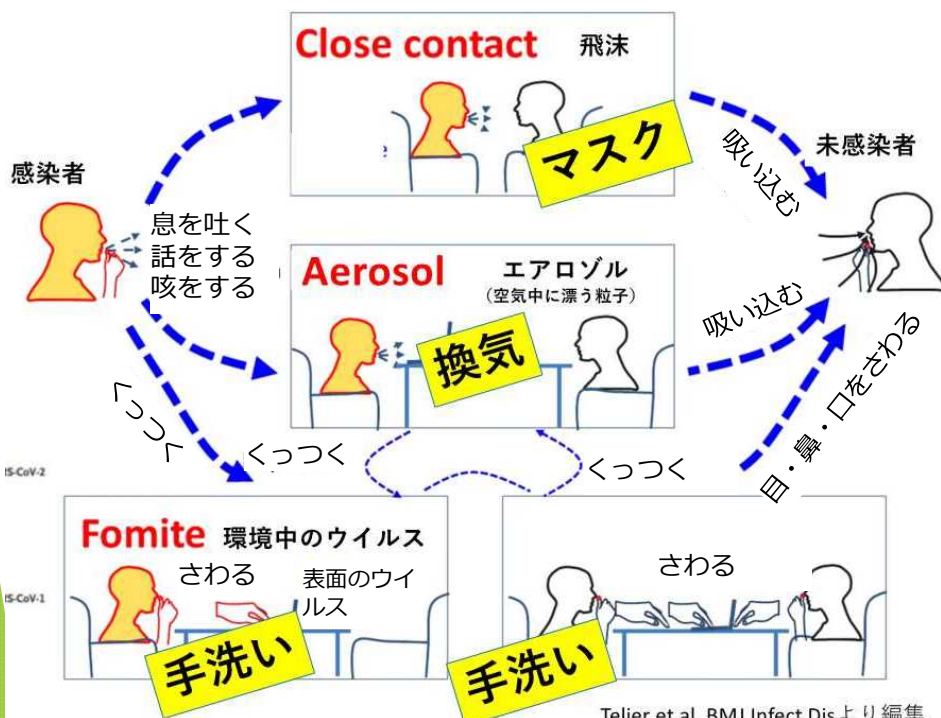 Close contact 飛沫
マスク
感染者
息を吐く
話をする
咳をする
吸い込む
未感染者
Aerosol エアロゾル
(空気中に漂う粒子)
換気
吸い込む
目・鼻・口をさわる
くっつく
くっつく
くっつく
S-CoV-2
Fomite 環境中のウイルス
さわる
表面のウイ
ルス
手洗い
S-CoV-1
さわる
手洗い
Telier et al. BMJ Infect Disより編集